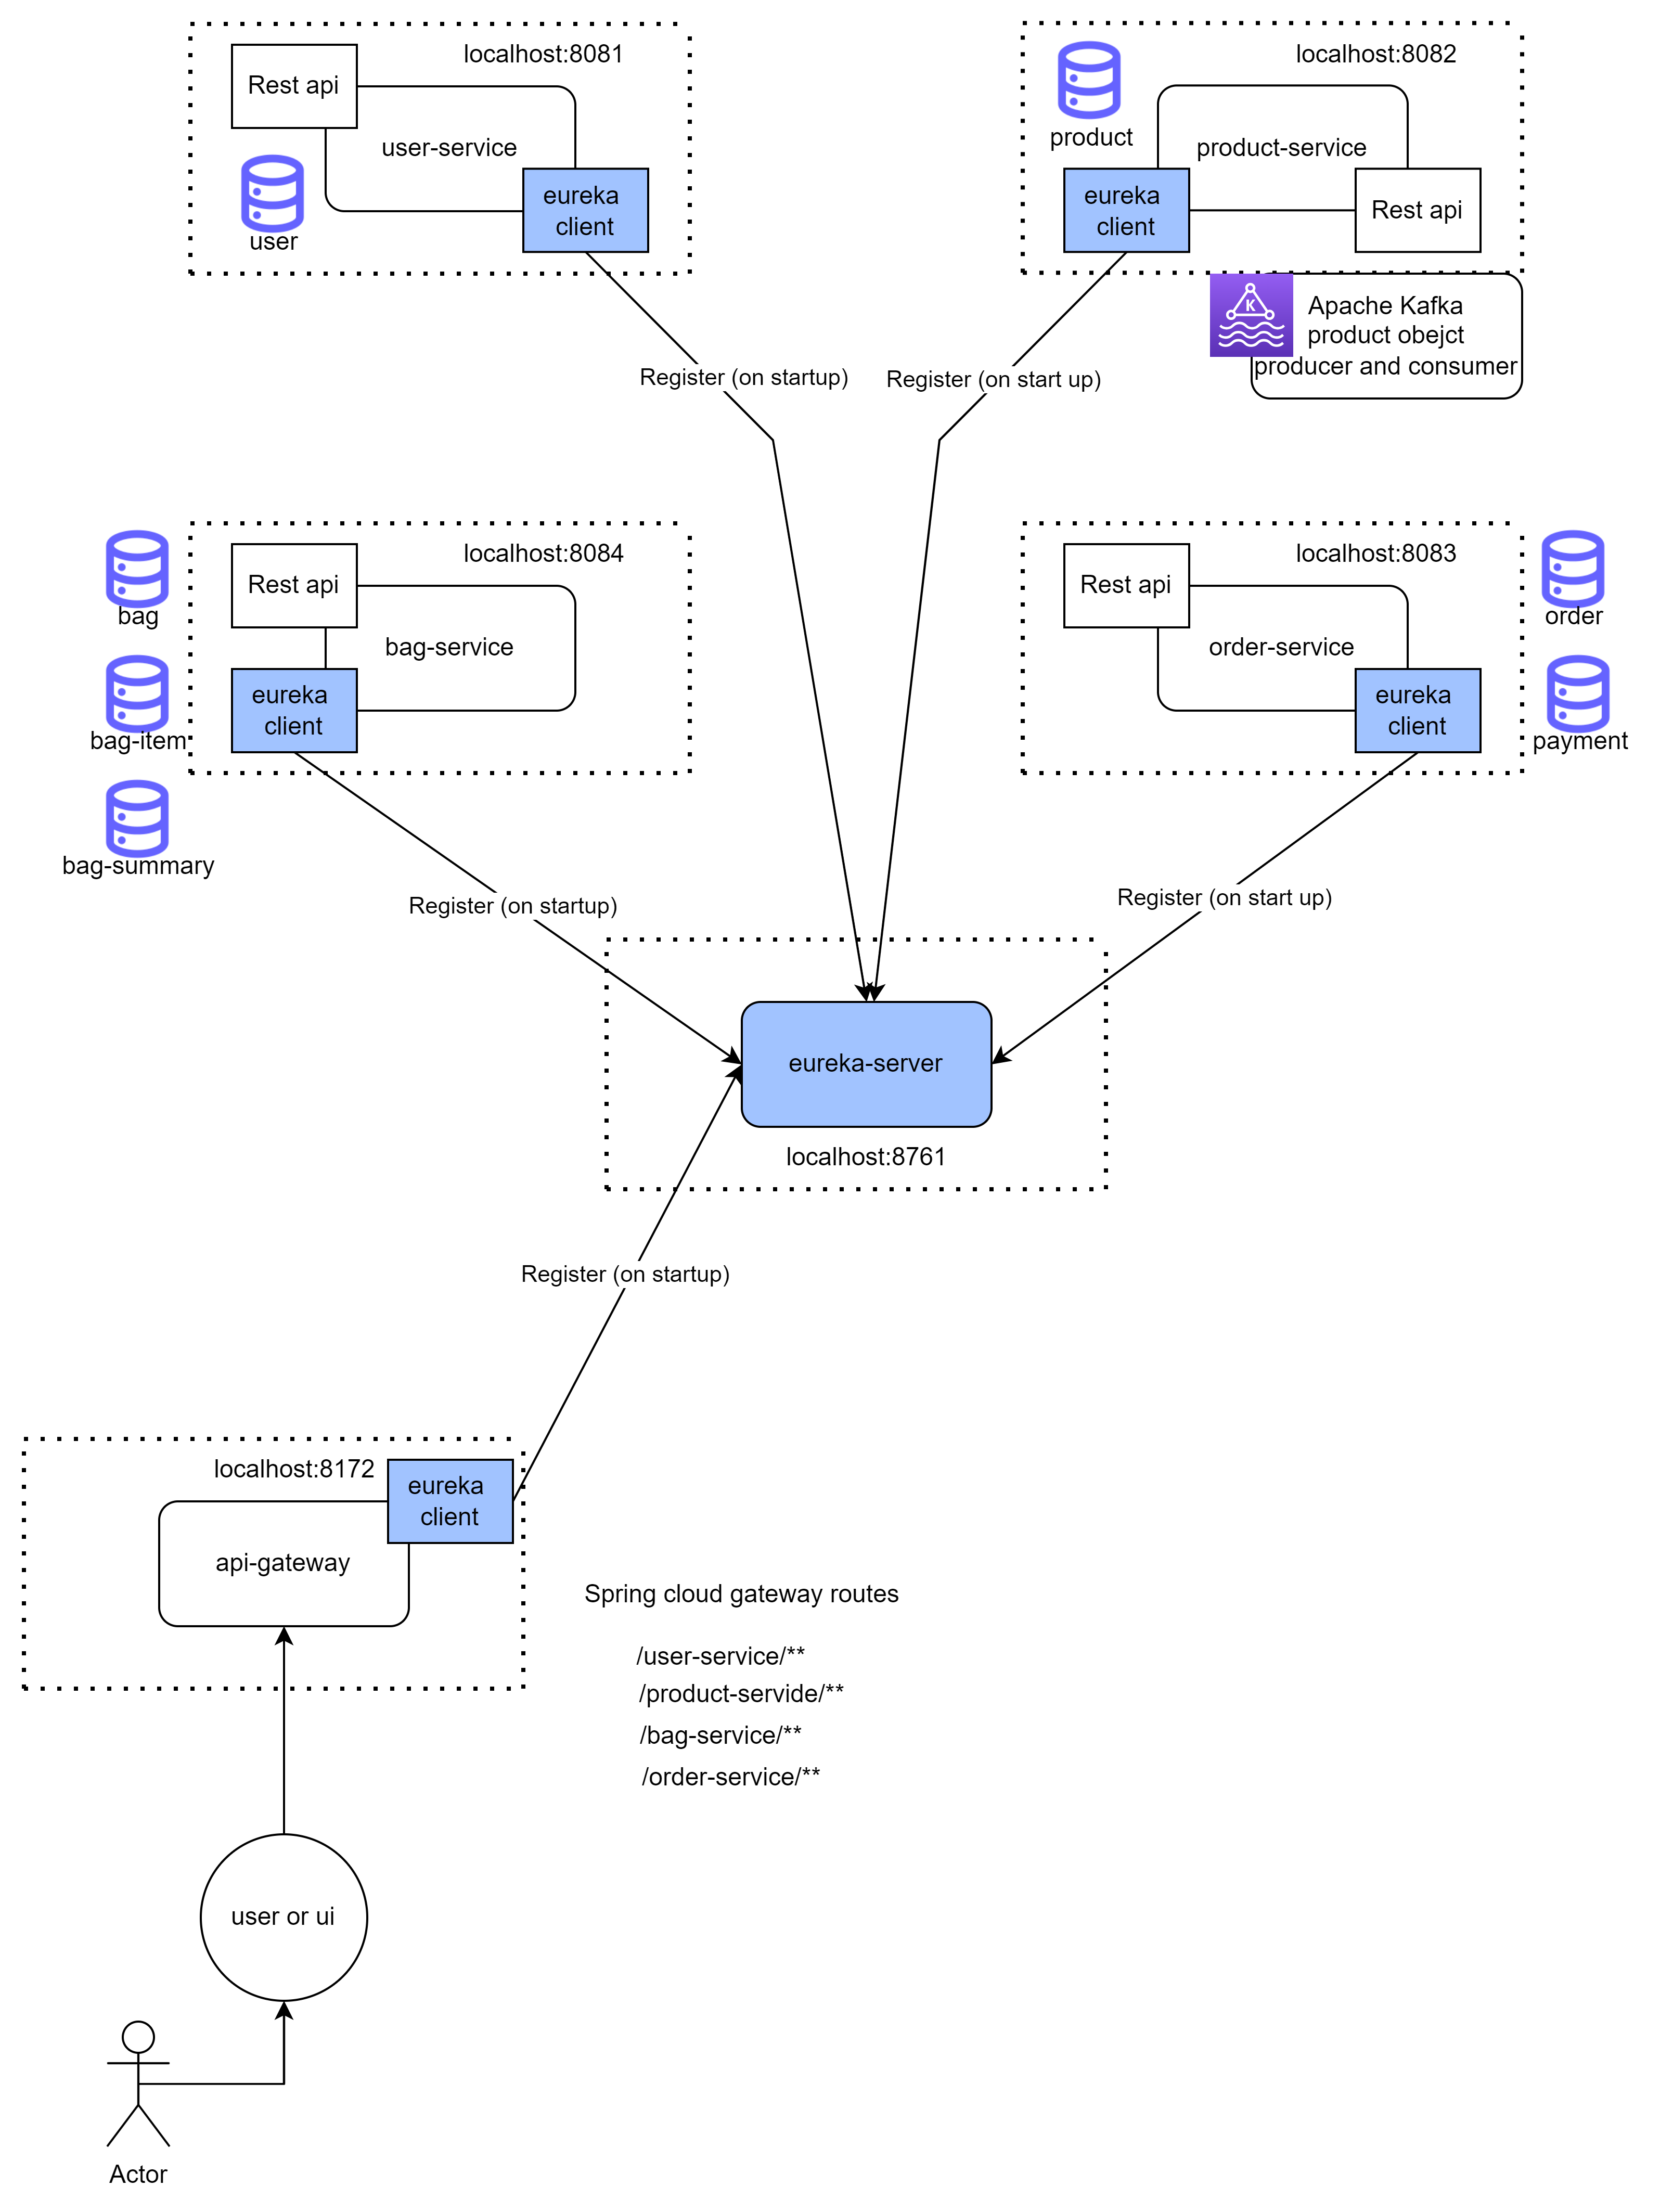 localhost:8081
Rest api
user-service
eureka
client
user
localhost:8082
product
product-service
eureka
client
Rest api
K
Apache Kafka
product obejct
producer and consumer
Register (on startup)
Register (on start up)
bag
bag-item
bag-summary
localhost:8084
Rest api
bag-service
eureka
client
localhost:8083
Rest api
order-service
eureka
client
order
payment
Register (on startup)
Register (on start up)
eureka-server
localhost:8761
Register (on startup)
localhost:8172
eureka
client
api-gateway
Spring cloud gateway routes
/user-service/**
/product-servide/**
/bag-service/**
/order-service/**
user or ui
Actor